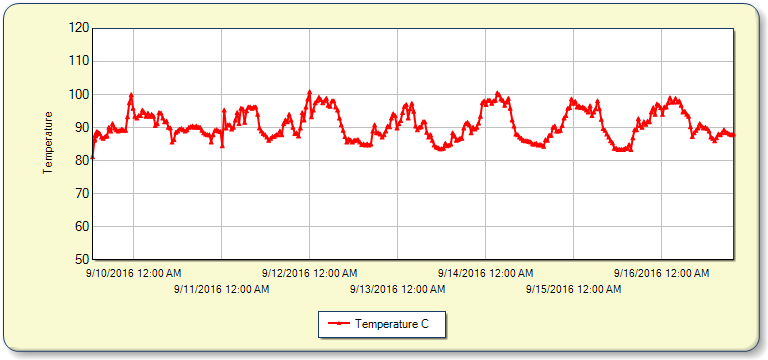 120
110
100
90
80
70
60
50
Temperature
9/10/2016 12:00 AM
9/11/2016 12:00 AM
9/12/2016 12:00 AM
9/13/2016 12:00 AM
9/14/2016 12:00 AM
9/15/2016 12:00 AM
9/16/2016 12:00 AM
Temperature C